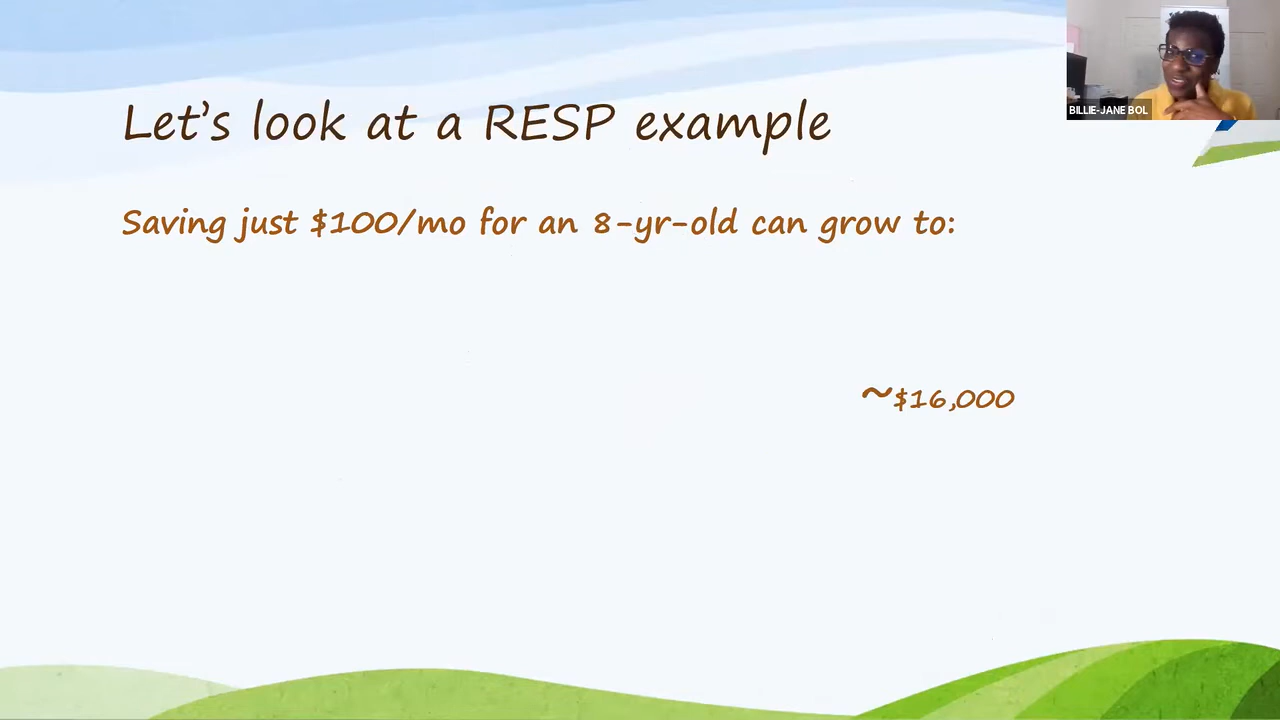 BILLIE-JANE BOL
Let's look at a RESP example
Saving just $100/mo for an 8-yr-old can grow to:
~$16,000